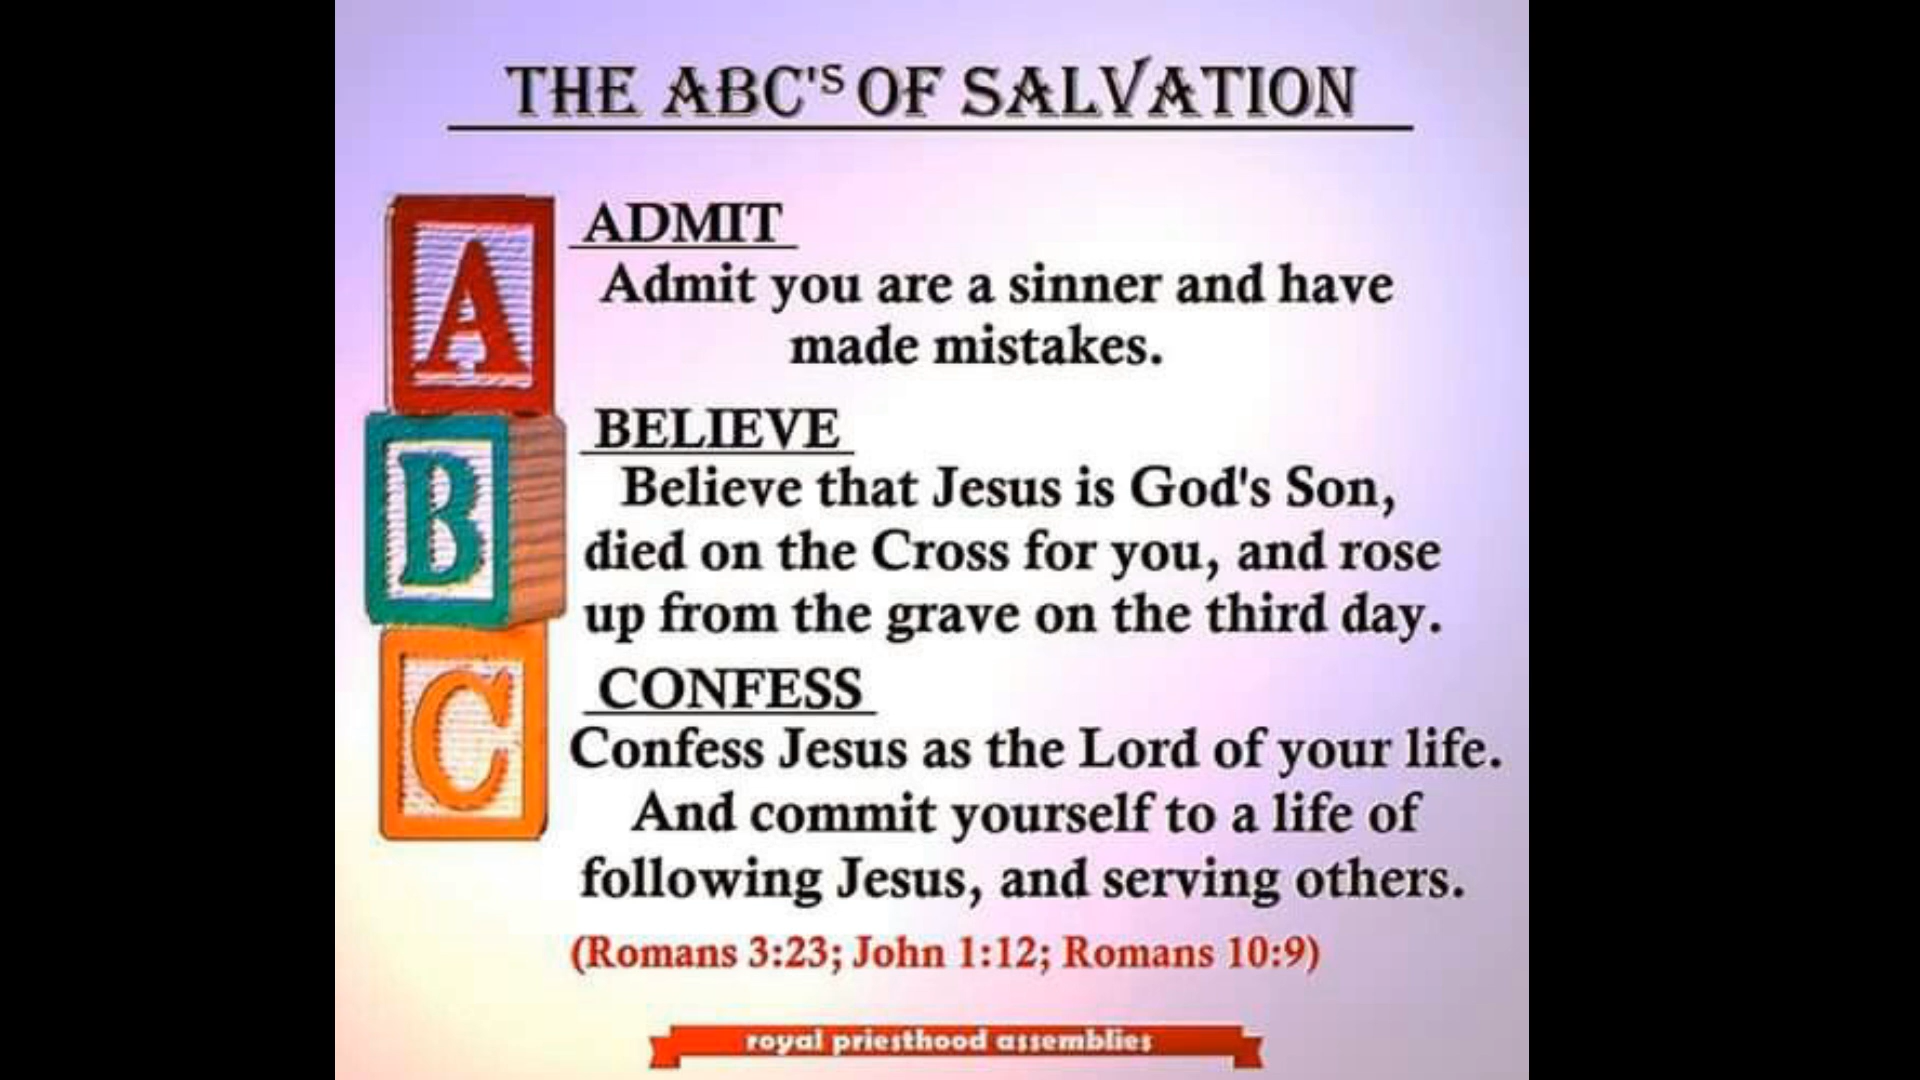 THE ABC'S OF SALVATION
A
ADMIT
Admit you are a sinner and have
made mistakes.
B
BELIEVE
Believe that Jesus is God's Son,
died on the Cross for you, and rose
up from the grave on the third day.
C
CONFESS
Confess Jesus as the Lord of your life.
And commit yourself to a life of
following Jesus, and serving others.
(Romans 3:23; John 1:12; Romans 10:9)
royal priesthood assemblies